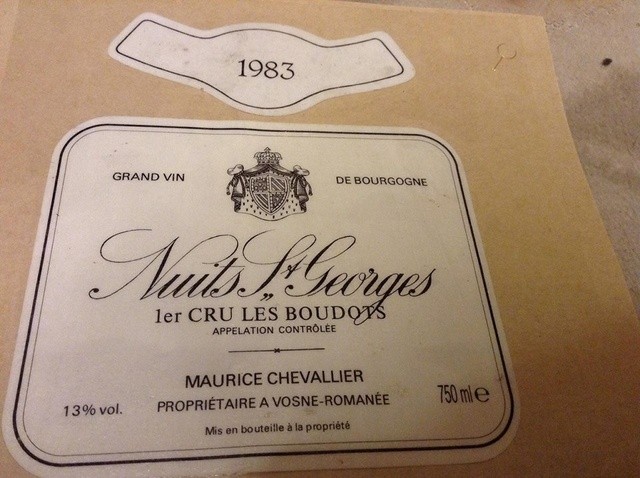 1983
GRAND VIN DE BOURGOGNE
Nuits St Georges
1er CRU LES BOUDOTS
APPELATION CONTRÔLÉE
MAURICE CHEVALLIER
13% vol. PROPRIÉTAIRE A VOSNE-ROMANÉE 750 ml e
Mis en bouteille à la propriété